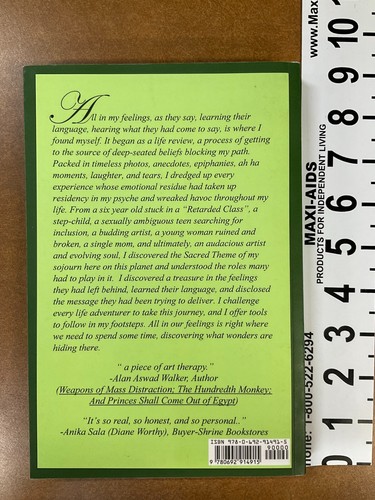 All in my feelings, as they say, learning their
language, hearing what they had come to say, is where I
found myself. It began as a life review, a process of getting
to the source of deep-seated beliefs blocking my path.
Packed in timeless photos, anecdotes, epiphanies, ah ha
moments, laughter, and tears, I dredged up every
experience whose emotional residue had taken up
residency in my psyche and wreaked havoc throughout my
life. From a six year old stuck in a “Retarded Class”, a
step-child, a sexually ambiguous teen searching for
inclusion, a budding artist, a young woman ruined and
broken, a single mom, and ultimately, an audacious artist
and evolving soul, I discovered the Sacred Theme of my
sojourn here on this planet and understood the roles many
had to play in it. I discovered a treasure in the feelings
they had left behind, learned their language, and disclosed
the message they had been trying to deliver. I challenge
every life adventurer to take this journey, and I offer tools
to follow in my footsteps. All in our feelings is right where
we need to spend some time, discovering what wonders are
hiding there.
“ a piece of art therapy.”
-Alan Aswad Walker, Author
(Weapons of Mass Distraction; The Hundredth Monkey;
And Princes Shall Come Out of Egypt)
“It’s so real, so honest, and so personal..”
-Anika Sala (Diane Worthy), Buyer-Shrine Bookstores
ISBN 978-0-692-91491-5
90000
9 780692 914915
www.Max
MAXI-AIDS
PRODUCTS FOR INDEPENDENT LIVING
1-800-522-6294
0 1 2 3 4 5 6 7 8 9 10